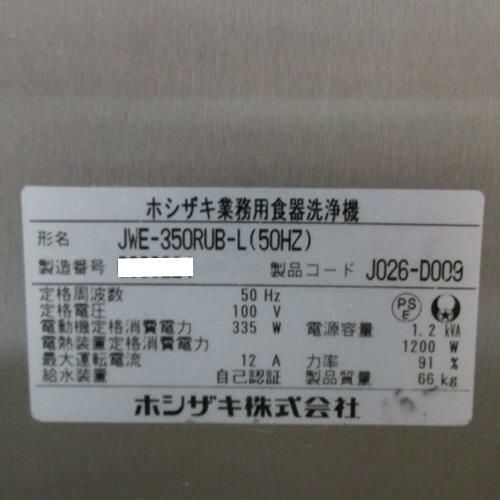 ホシザキ業務用食器洗浄機
形名 JWE-350RUB-L(50HZ)
製造番号 製品コード J026-D009
定格周波数 50 Hz
定格電圧 100 V
電動機定格消費電力 335 W 電源容量 1.2 kVA
電熱装置定格消費電力 1200 W
最大運転電流 12 A 力率 91 %
給水装置 自己認証 製品質量 66 kg
PS
E
ホシザキ株式会社